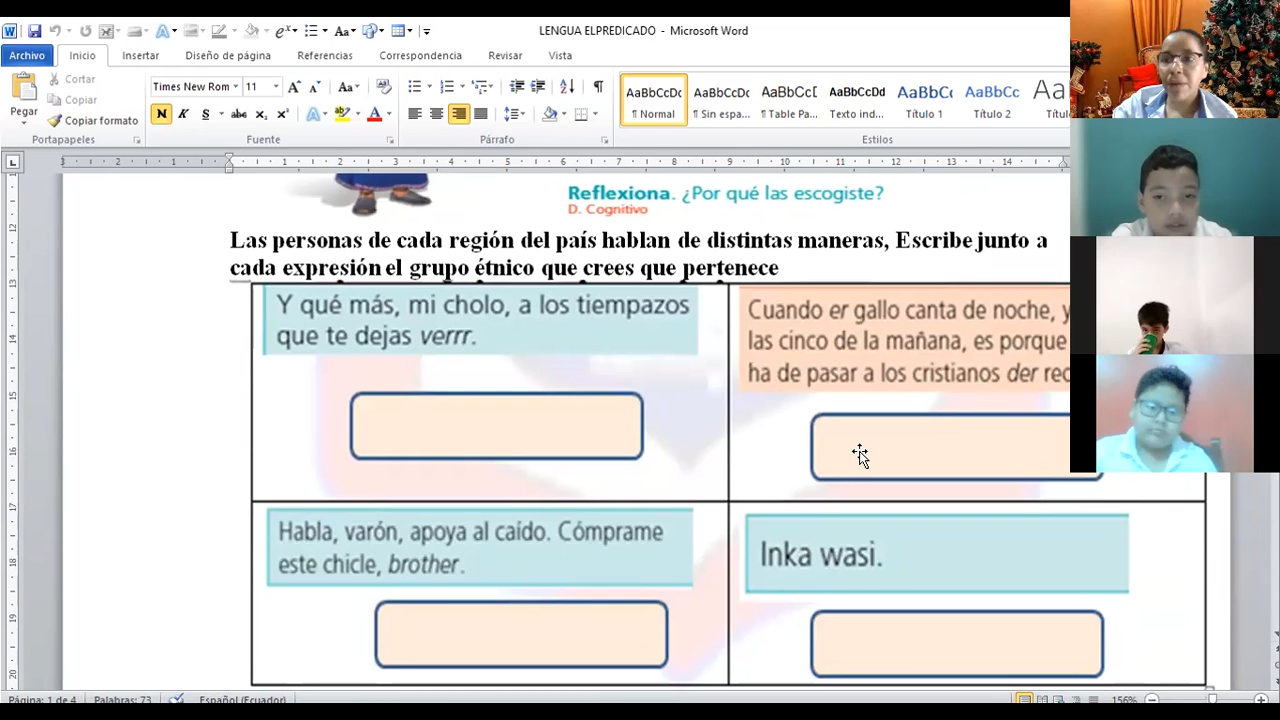 LENGUA ELPREDICADO - Microsoft Word
Archivo Inicio Insertar Diseño de página Referencias Correspondencia Revisar Vista
Pegar
Cortar
Copiar
Copiar formato
Portapapeles
Times New Rom 11
N K S abc x₂ x²
Fuente
Párrafo
AaBbCcDc AaBbCcDc AaBbCcD AaBbCcDd AaBbCc AaBbCc
¶ Normal ¶ Sin espa... ¶ Table Pa... Texto ind... Título 1 Título 2
Estilos
Reflexiona. ¿Por qué las escogiste?
D. Cognitivo
Las personas de cada región del país hablan de distintas maneras, Escribe junto a
cada expresión el grupo étnico que crees que pertenece
Y qué más, mi cholo, a los tiempazos
que te dejas verrr.
Cuando er gallo canta de noche, y
las cinco de la mañana, es porque
ha de pasar a los cristianos der
Habla, varón, apoya al caído. Cómprame
este chicle, brother.
Inka wasi.
Página: 1 de 4 Palabras: 73 Español (Ecuador) 156%